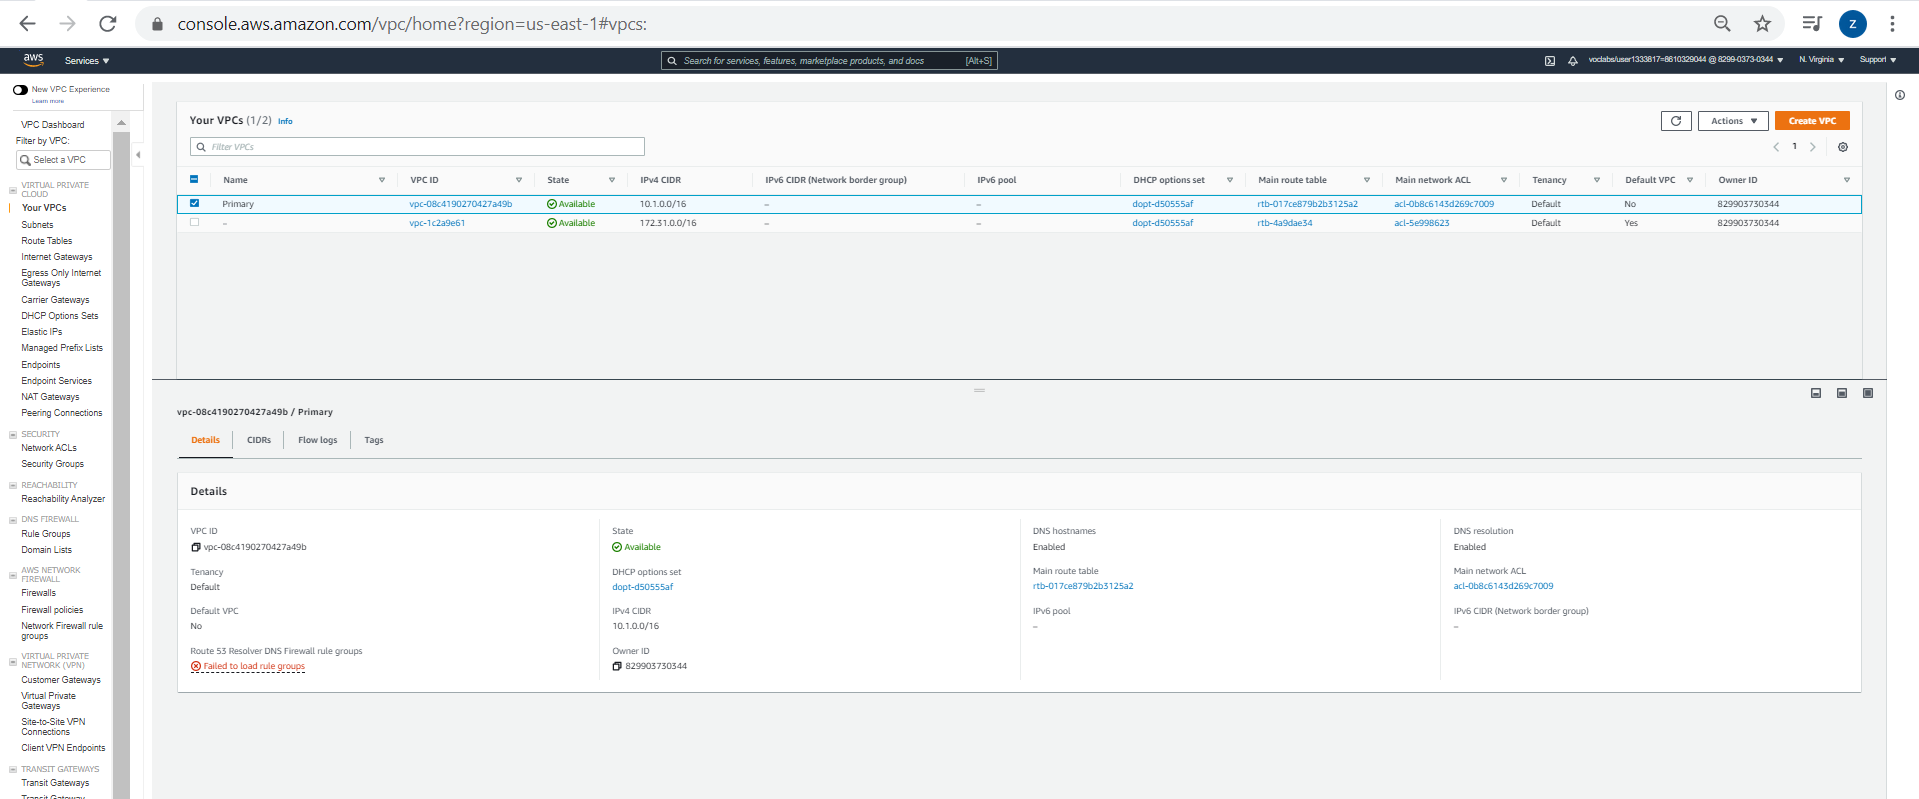 console.aws.amazon.com/vpc/home?region=us-east-1#vpcs:
Z
aws
Services
Search for services, features, marketplace products, and docs [Alt+S]
voclabs/user1333817=8610329044 @ 8299-0373-0344
N. Virginia
Support
New VPC Experience
Learn more
VPC Dashboard
Filter by VPC:
Select a VPC
VIRTUAL PRIVATE
CLOUD
Your VPCs
Subnets
Route Tables
Internet Gateways
Egress Only Internet
Gateways
Carrier Gateways
DHCP Options Sets
Elastic IPs
Managed Prefix Lists
Endpoints
Endpoint Services
NAT Gateways
Peering Connections
SECURITY
Network ACLs
Security Groups
REACHABILITY
Reachability Analyzer
DNS FIREWALL
Rule Groups
Domain Lists
AWS NETWORK
FIREWALL
Firewalls
Firewall policies
Network Firewall rule
groups
VIRTUAL PRIVATE
NETWORK (VPN)
Customer Gateways
Virtual Private
Gateways
Site-to-Site VPN
Connections
Client VPN Endpoints
TRANSIT GATEWAYS
Transit Gateways
Transit Gateway
Your VPCs (1/2) Info
Actions
Create VPC
Filter VPCs
1
Name VPC ID State IPv4 CIDR IPv6 CIDR (Network border group) IPv6 pool DHCP options set Main route table Main network ACL Tenancy Default VPC Owner ID
Primary vpc-08c4190270427a49b Available 10.1.0.0/16 – – dopt-d50555af rtb-017ce879b2b3125a2 acl-0b8c6143d269c7009 Default No 829903730344
– vpc-1c2a9e61 Available 172.31.0.0/16 – – dopt-d50555af rtb-4a9dae34 acl-5e998623 Default Yes 829903730344
vpc-08c4190270427a49b / Primary
Details CIDRs Flow logs Tags
Details
VPC ID
vpc-08c4190270427a49b
Tenancy
Default
Default VPC
No
Route 53 Resolver DNS Firewall rule groups
Failed to load rule groups
State
Available
DHCP options set
dopt-d50555af
IPv4 CIDR
10.1.0.0/16
Owner ID
829903730344
DNS hostnames
Enabled
Main route table
rtb-017ce879b2b3125a2
IPv6 pool
–
DNS resolution
Enabled
Main network ACL
acl-0b8c6143d269c7009
IPv6 CIDR (Network border group)
–